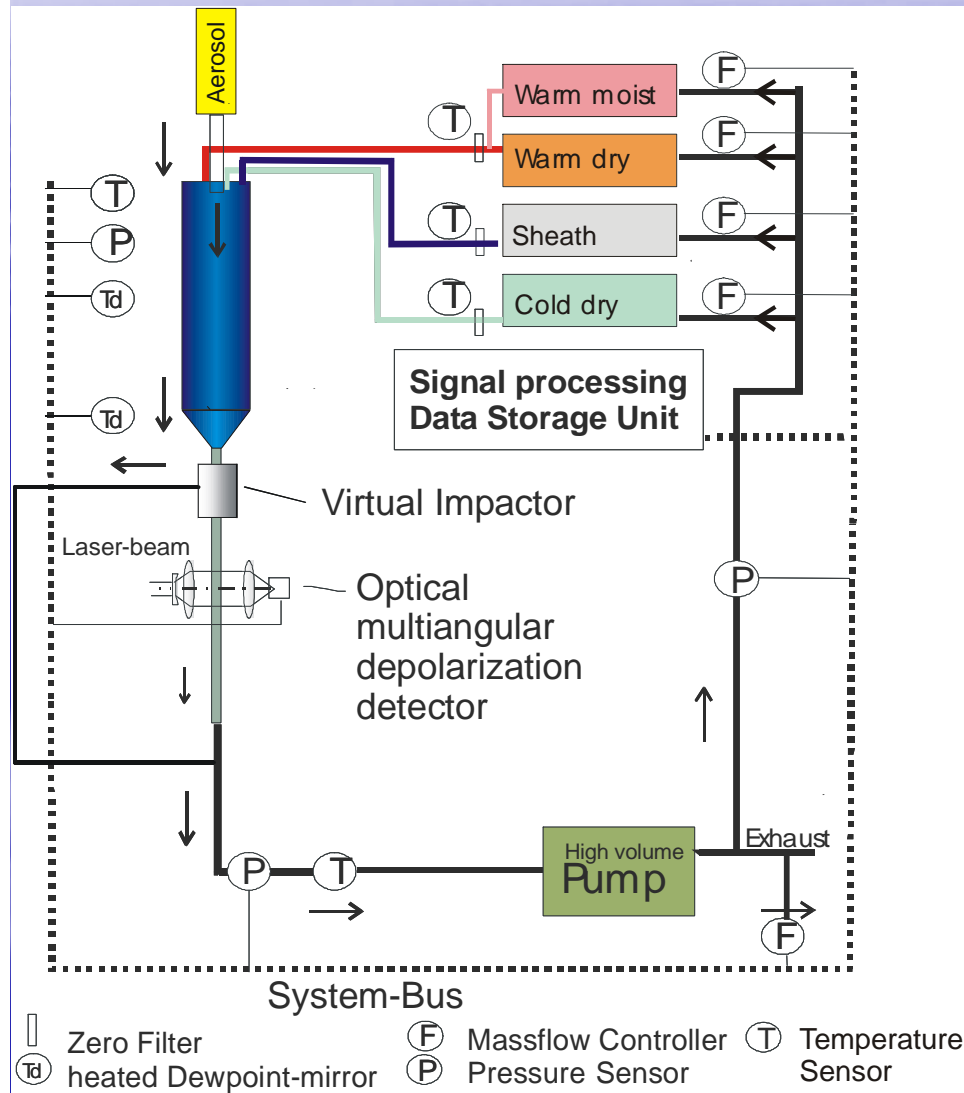 Aerosol
F
Warm moist
T
F
Warm dry
T
F
T
Sheath
P
F
Td
T
Cold dry
Signal processing
Data Storage Unit
Td
Virtual Impactor
Laser-beam
P
Optical
multiangular
depolarization
detector
High volume
Pump
Exhaust
P
T
F
System-Bus
Zero Filter
F
Massflow Controller
T
Temperature
Sensor
Td
heated Dewpoint-mirror
P
Pressure Sensor